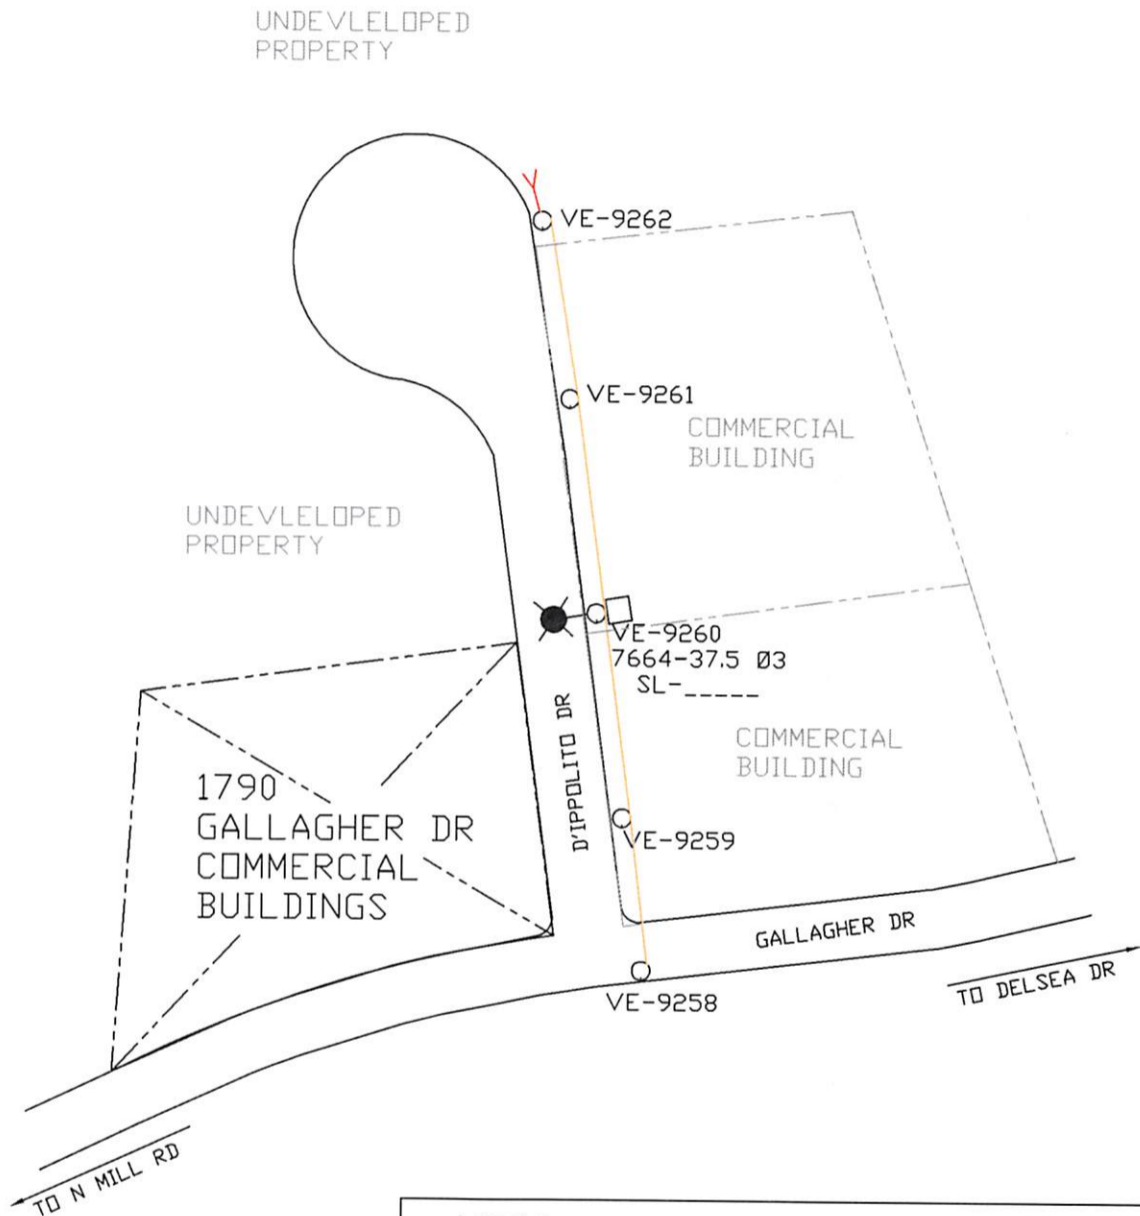 UNDEVLELOPED
PROPERTY
VE-9262
VE-9261
COMMERCIAL
BUILDING
UNDEVLELOPED
PROPERTY
VE-9260
7664-37.5 Ø3
SL-_____
D'IPPOLITO DR
COMMERCIAL
BUILDING
1790
GALLAGHER DR
COMMERCIAL
BUILDINGS
VE-9259
GALLAGHER DR
VE-9258
TO DELSEA DR
TO N MILL RD